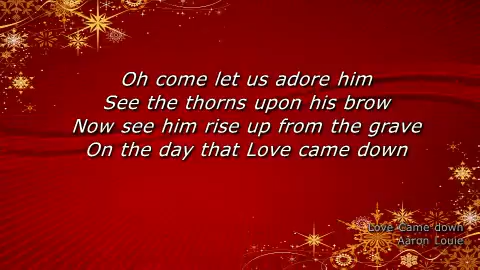 Oh come let us adore him
See the thorns upon his brow
Now see him rise up from the grave
On the day that Love came down
Love Came down
Aaron Louie